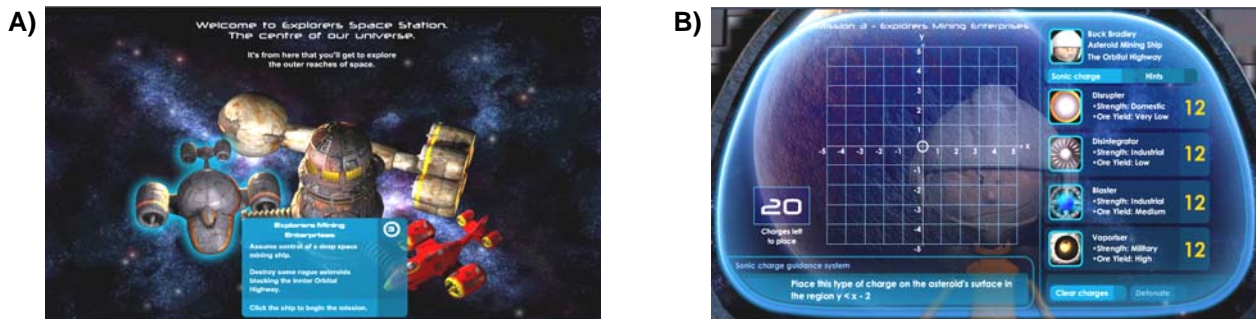 A)
Welcome to Explorers Space Station.
The centre of our universe.
It's from here that you'll get to explore
the outer reaches of space.
Explorers Mining
Enterprises
3
Assume control of a deep space
mining ship.
Destroy some rogue asteroids
blocking the Innter Orbital
Highway.
Click the ship to begin the mission.
B)
Mission 3 - Explorers Mining Enterprises
y
5
4
3
2
1
0
-5 -4 -3 -2 -1 1 2 3 4 5 x
-1
-2
-3
-4
-5
20
Charges left
to place
Buck Bradley
Asteroid Mining Ship
The Orbital Highway
Sonic charge Hints
Disrupter
•Strength: Domestic
•Ore Yield: Very Low
12
Disintegrator
•Strength: Industrial
•Ore Yield: Low
12
Blaster
•Strength: Industrial
•Ore Yield: Medium
12
Vaporiser
•Strength: Military
•Ore Yield: High
12
Sonic charge guidance system
Place this type of charge on the asteroid's surface in
the region y < x - 2
Clear charges Detonate